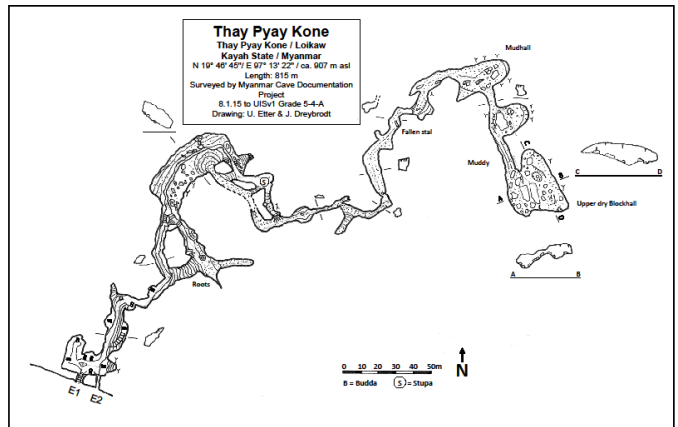 Thay Pyay Kone
Thay Pyay Kone / Loikaw
Kayah State / Myanmar
N 19° 46' 45"/ E 97° 13' 22" / ca. 907 m asl
Length: 815 m
Surveyed by Myanmar Cave Documentation
Project
8.1.15 to UISv1 Grade 5-4-A
Drawing: U. Etter & J. Dreybrodt
Mudhall
Fallen stal
Muddy
C
D
A
B
C
D
Upper dry Blockhall
S
A
B
Roots
0 10 20 30 40 50m
B = Budda
S = Stupa
N
E1
E2